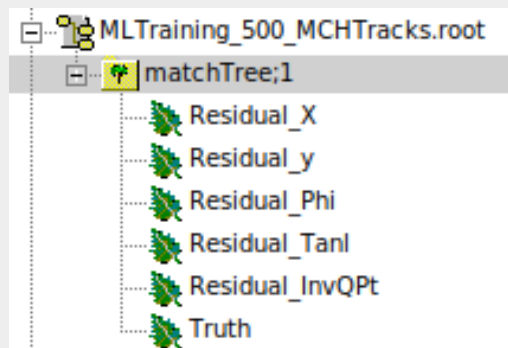 MLTraining_500_MCHTracks.root
matchTree;1
Residual_X
Residual_y
Residual_Phi
Residual_Tanl
Residual_InvQPt
Truth